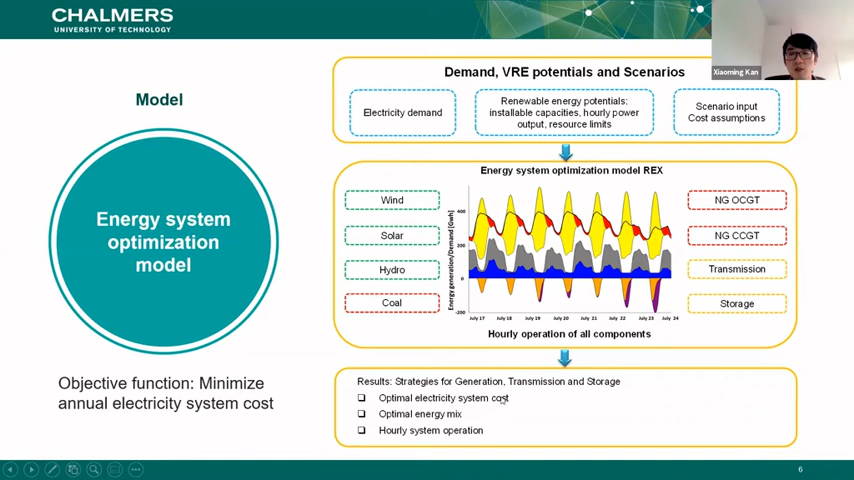 CHALMERS
UNIVERSITY OF TECHNOLOGY
Xiaoming Kan
Model
Energy system
optimization
model
Objective function: Minimize
annual electricity system cost
Demand, VRE potentials and Scenarios
Electricity demand
Renewable energy potentials:
installable capacities, hourly power
output, resource limits
Scenario input
Cost assumptions
Energy system optimization model REX
Wind
Solar
Hydro
Coal
Energy generation/Demand [Gwh]
400
200
0
-200
July 17
July 18
July 19
July 20
July 21
July 22
July 23
July 24
NG OCGT
NG CCGT
Transmission
Storage
Hourly operation of all components
Results: Strategies for Generation, Transmission and Storage
Optimal electricity system cost
Optimal energy mix
Hourly system operation
6